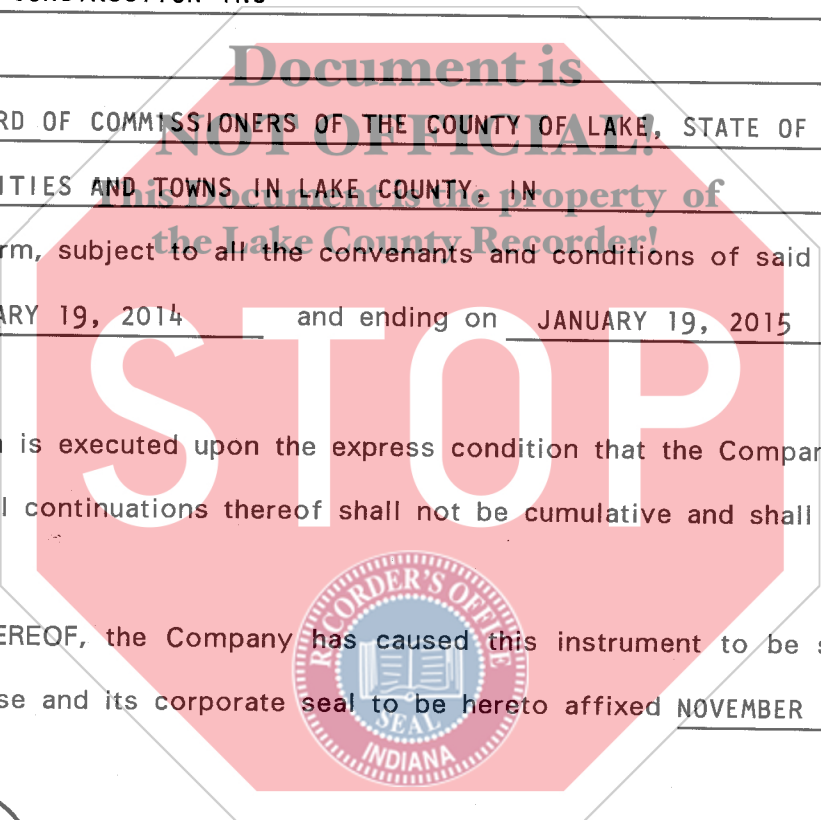 Document is
RD OF COMMISSIONERS OF THE COUNTY OF LAKE, STATE OF
NOT OFFICIAL!
ITIES AND TOWNS IN LAKE COUNTY, IN
This Document is the property of
the Lake County Recorder!
rm, subject to all the convenants and conditions of said
ARY 19, 2014 and ending on JANUARY 19, 2015
STOP
is executed upon the express condition that the Compan
l continuations thereof shall not be cumulative and shall
RECORDER'S OFFICE
EREOF, the Company has caused this instrument to be s
se and its corporate seal to be hereto affixed NOVEMBER
SEAL
INDIANA